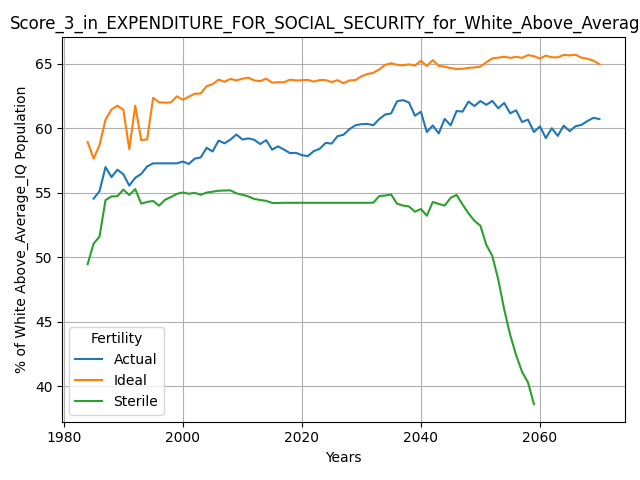 Score_3_in_EXPENDITURE_FOR_SOCIAL_SECURITY_for_White_Above_Averag
% of White Above_Average_IQ Population
65
60
55
50
45
40
Fertility
Actual
Ideal
Sterile
1980
2000
2020
2040
2060
Years